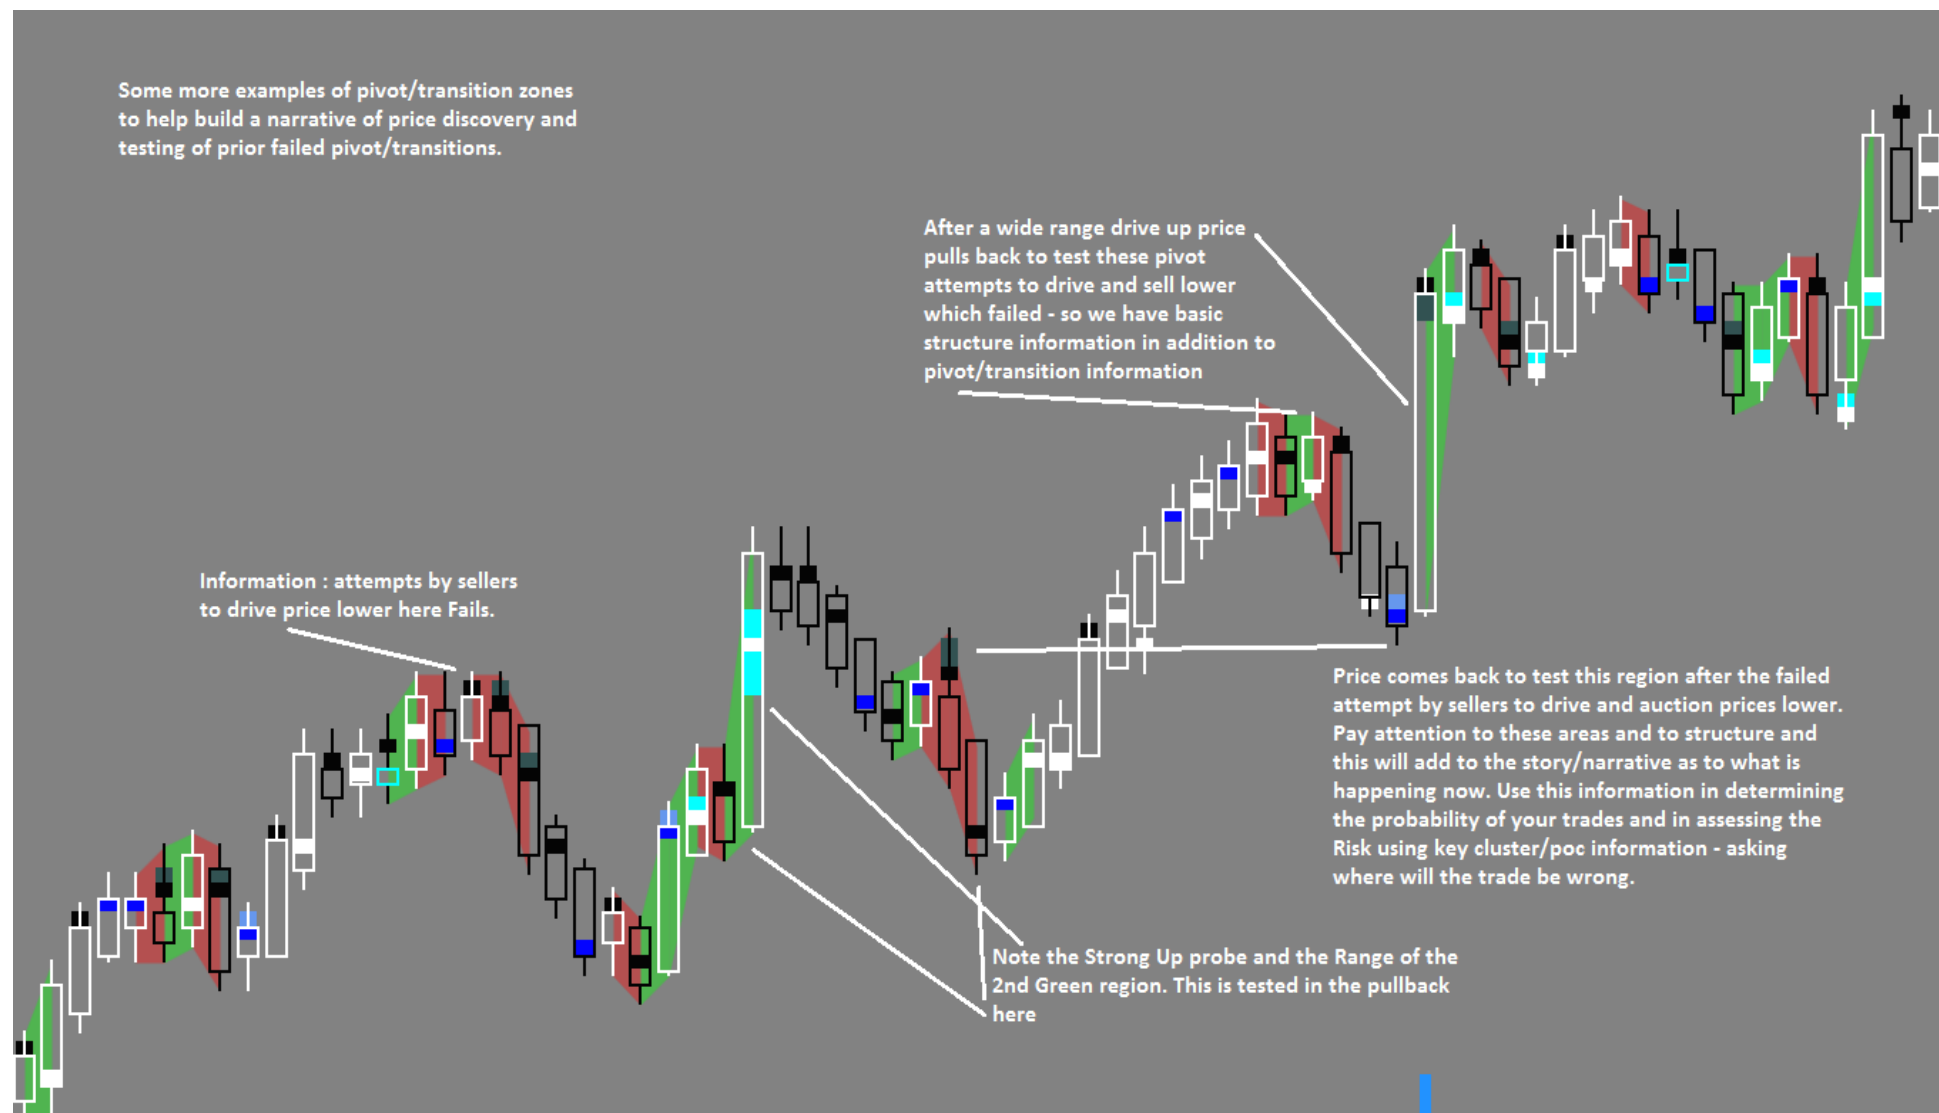 Some more examples of pivot/transition zones
to help build a narrative of price discovery and
testing of prior failed pivot/transitions.
After a wide range drive up price
pulls back to test these pivot
attempts to drive and sell lower
which failed - so we have basic
structure information in addition to
pivot/transition information
Information : attempts by sellers
to drive price lower here Fails.
Price comes back to test this region after the failed
attempt by sellers to drive and auction prices lower.
Pay attention to these areas and to structure and
this will add to the story/narrative as to what is
happening now. Use this information in determining
the probability of your trades and in assessing the
Risk using key cluster/poc information - asking
where will the trade be wrong.
Note the Strong Up probe and the Range of the
2nd Green region. This is tested in the pullback
here